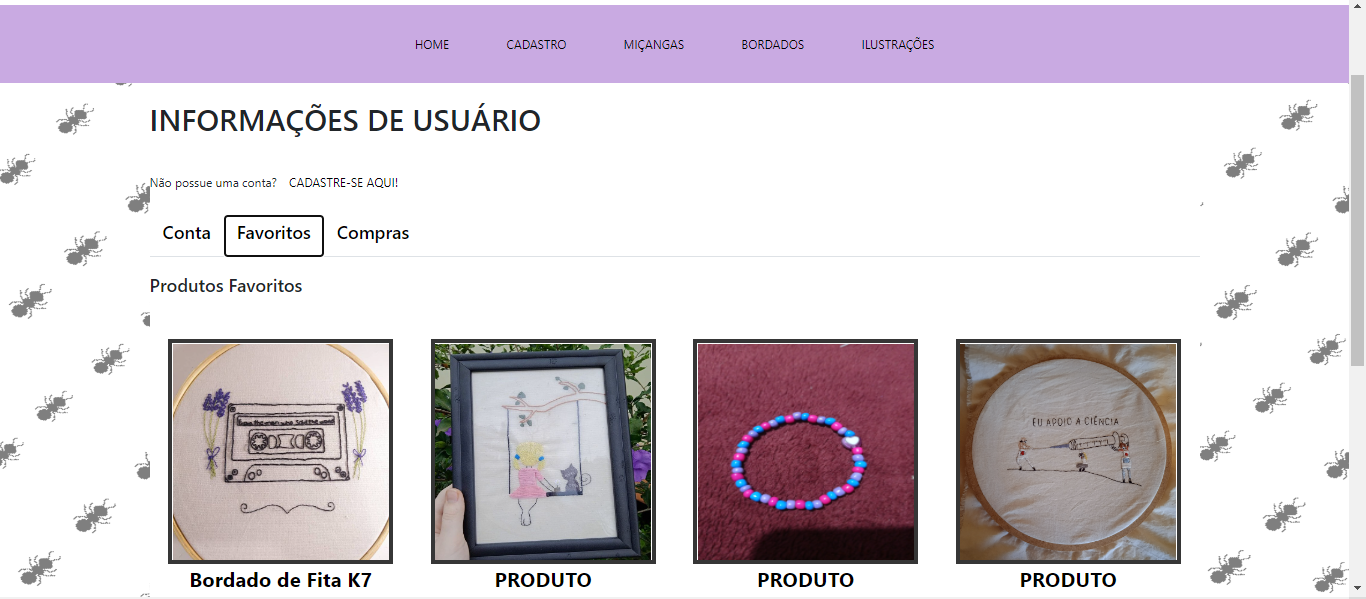 HOME CADASTRO MIÇANGAS BORDADOS ILUSTRAÇÕES
INFORMAÇÕES DE USUÁRIO
Não possue uma conta? CADASTRE-SE AQUI!
Conta Favoritos Compras
Produtos Favoritos
EU APOIO A CIÊNCIA
Bordado de Fita K7 PRODUTO PRODUTO PRODUTO